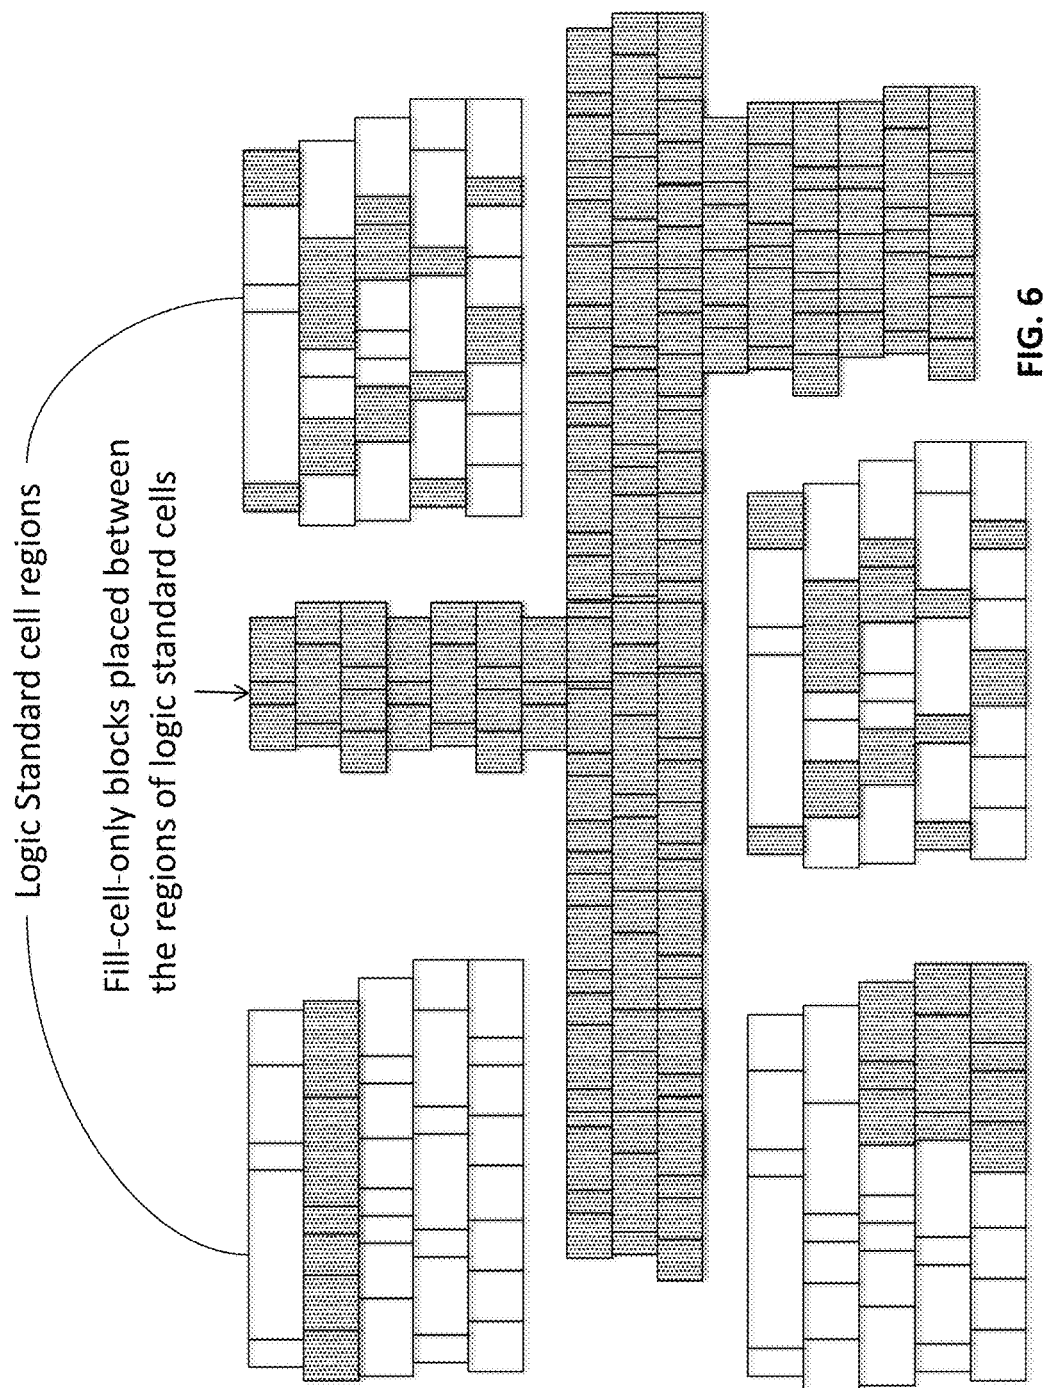 Logic Standard cell regions
Fill-cell-only blocks placed between
the regions of logic standard cells
FIG. 6